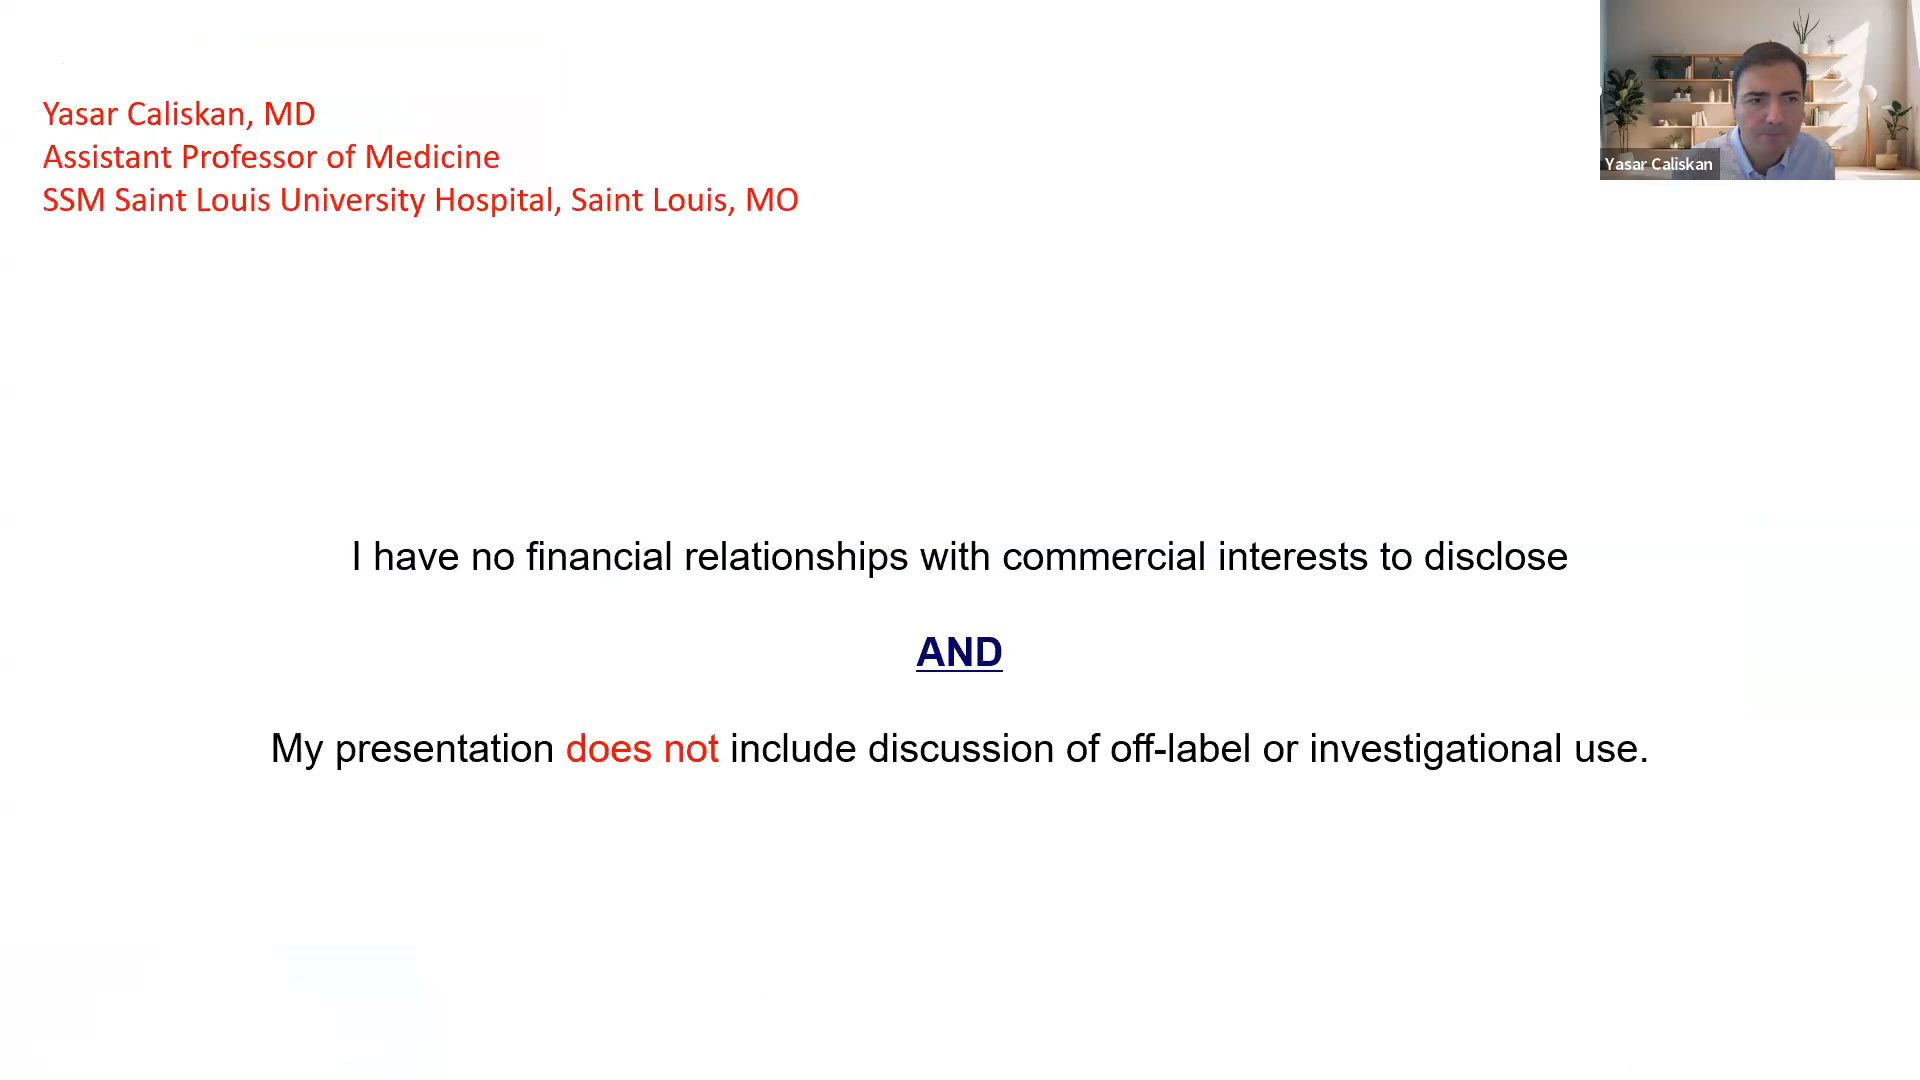 Yasar Caliskan, MD
Assistant Professor of Medicine
SSM Saint Louis University Hospital, Saint Louis, MO
Yasar Caliskan
I have no financial relationships with commercial interests to disclose
AND
My presentation does not include discussion of off-label or investigational use.